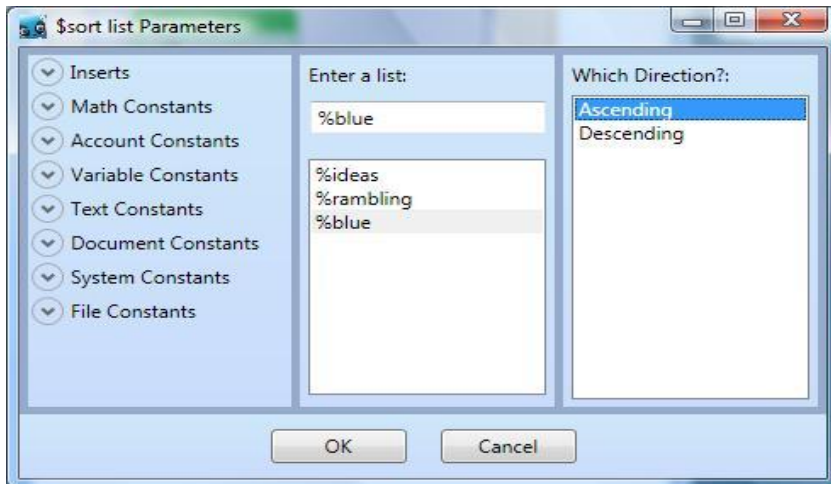 $sort list Parameters
Inserts
Math Constants
Account Constants
Variable Constants
Text Constants
Document Constants
System Constants
File Constants
Enter a list:
%blue
%ideas
%rambling
%blue
Which Direction?:
Ascending
Descending
OK
Cancel